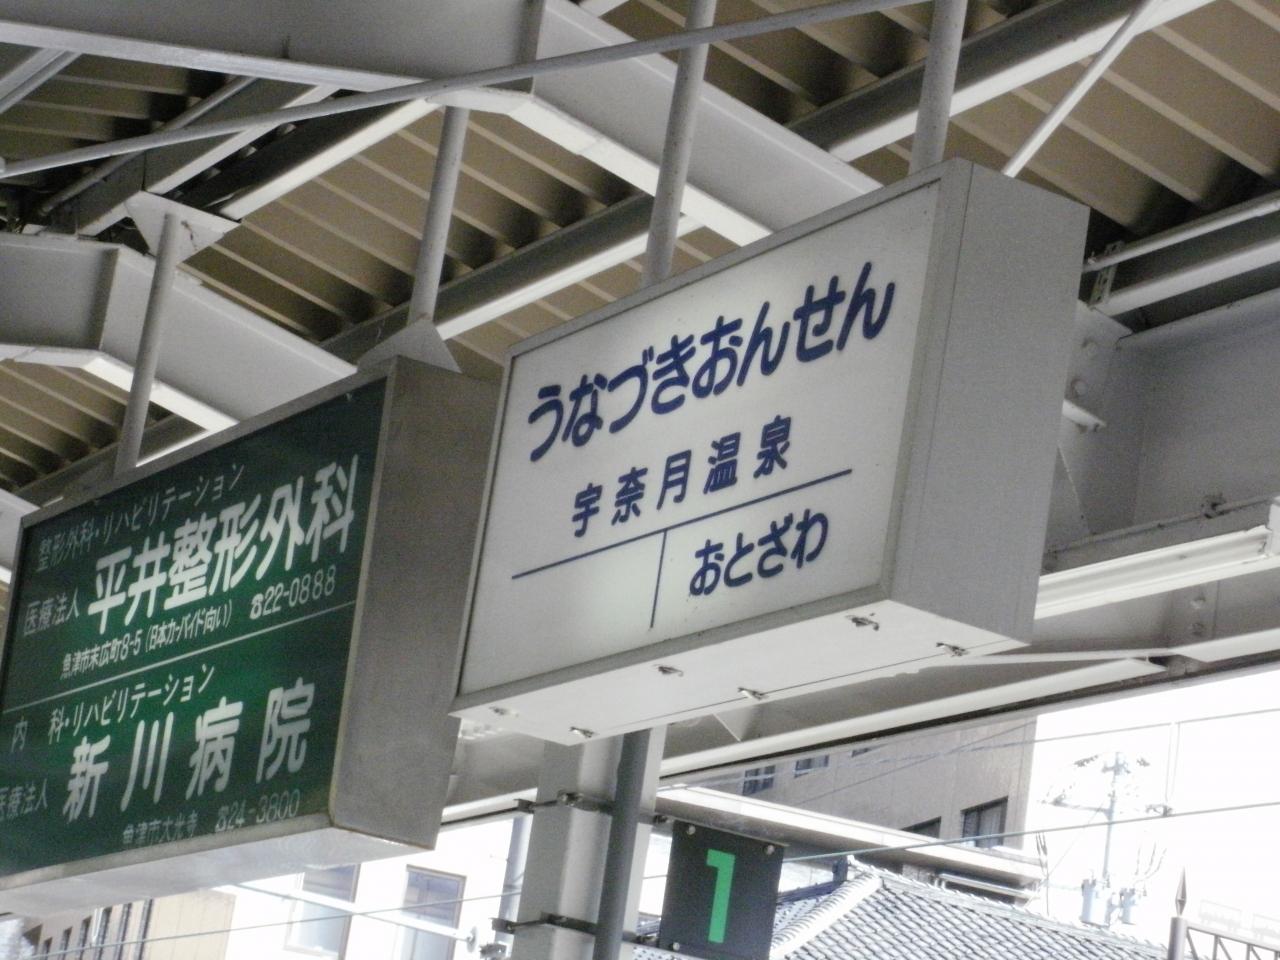 うなづきおんせん
宇奈月温泉
おとざわ
整形外科・リハビリテーション
医療法人 平井整形外科
魚津市末広町8-5（日本カーバイド向い） ☎22-0888
内 科・リハビリテーション
医療法人 新川病院
魚津市大光寺 ☎24-3800
1